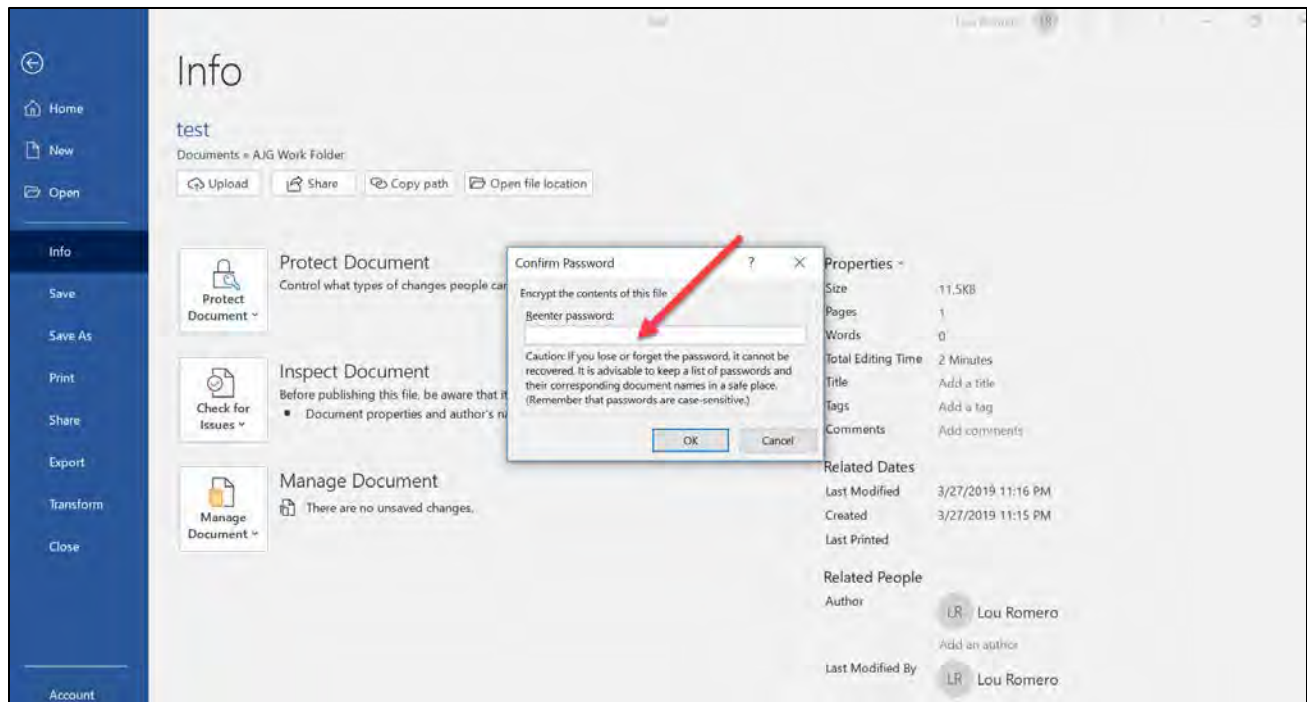 Lou Romero LR
Info
Home
New
Open
Info
Save
Save As
Print
Share
Export
Transform
Close
Account
test
Documents » AJG Work Folder
Upload Share Copy path Open file location
Protect Document
Protect Document
Control what types of changes people can
Check for Issues
Inspect Document
Before publishing this file, be aware that it
Document properties and author's na
Manage Document
Manage Document
There are no unsaved changes.
Confirm Password ?
Encrypt the contents of this file
Reenter password:
Caution: If you lose or forget the password, it cannot be
recovered. It is advisable to keep a list of passwords and
their corresponding document names in a safe place.
(Remember that passwords are case-sensitive.)
OK Cancel
Properties
Size 11.5KB
Pages 1
Words 0
Total Editing Time 2 Minutes
Title Add a title
Tags Add a tag
Comments Add comments
Related Dates
Last Modified 3/27/2019 11:16 PM
Created 3/27/2019 11:15 PM
Last Printed
Related People
Author LR Lou Romero
Add an author
Last Modified By LR Lou Romero